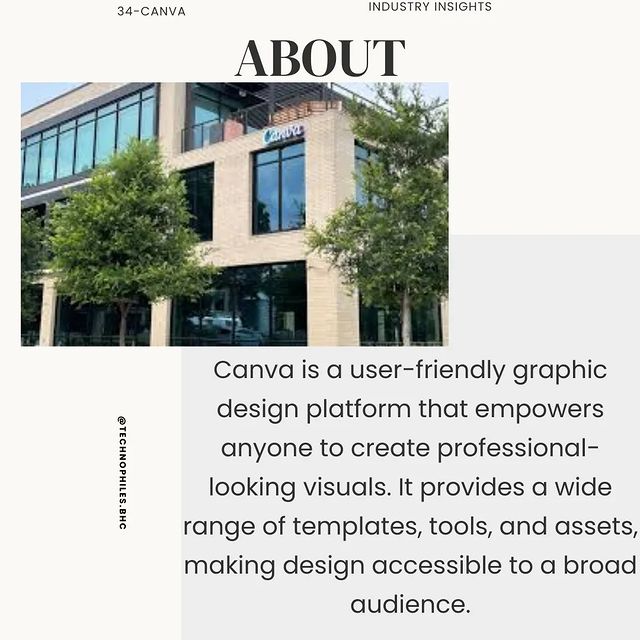 34-CANVA
INDUSTRY INSIGHTS
ABOUT
Canva
Canva is a user-friendly graphic
design platform that empowers
anyone to create professional-
looking visuals. It provides a wide
range of templates, tools, and assets,
making design accessible to a broad
audience.
@TECHNOPHILES.BHC